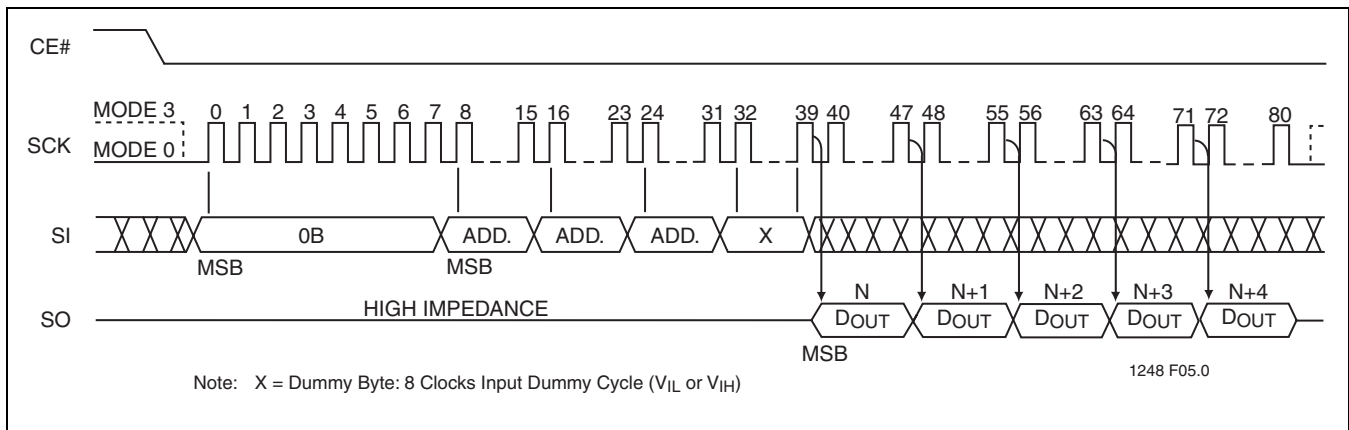 CE#
MODE 3
0 1 2 3 4 5 6 7 8 15 16 23 24 31 32 39 40 47 48 55 56 63 64 71 72 80
SCK
MODE 0
SI
0B ADD. ADD. ADD. X
MSB MSB
N N+1 N+2 N+3 N+4
HIGH IMPEDANCE
SO
DOUT DOUT DOUT DOUT DOUT
MSB
1248 F05.0
Note: X = Dummy Byte: 8 Clocks Input Dummy Cycle (VIL or VIH)